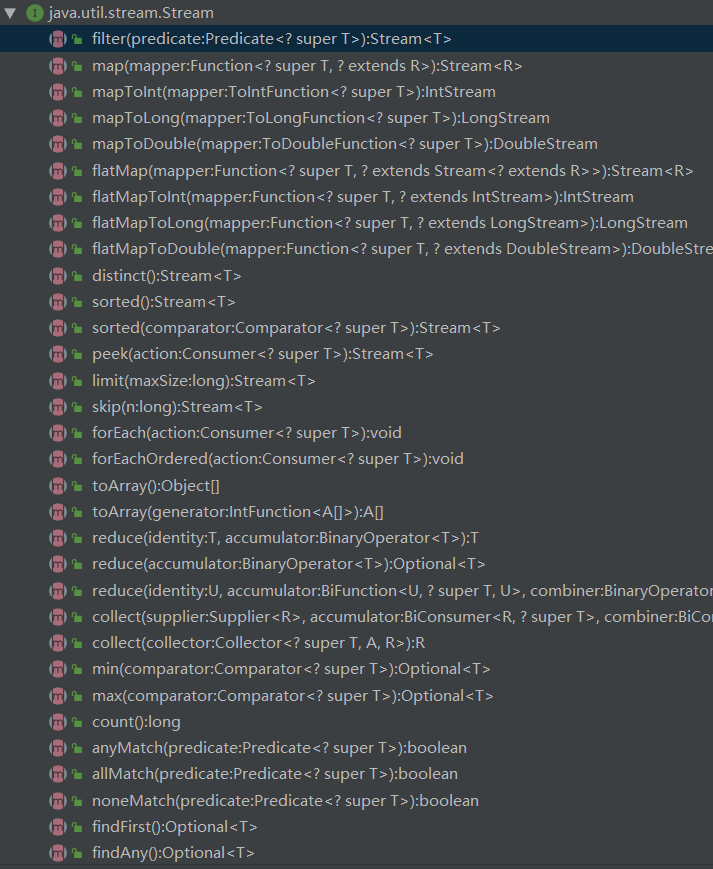 java.util.stream.Stream
filter(predicate:Predicate<? super T>):Stream<T>
map(mapper:Function<? super T, ? extends R>):Stream<R>
mapToInt(mapper:ToIntFunction<? super T>):IntStream
mapToLong(mapper:ToLongFunction<? super T>):LongStream
mapToDouble(mapper:ToDoubleFunction<? super T>):DoubleStream
flatMap(mapper:Function<? super T, ? extends Stream<? extends R>>):Stream<R>
flatMapToInt(mapper:Function<? super T, ? extends IntStream>):IntStream
flatMapToLong(mapper:Function<? super T, ? extends LongStream>):LongStream
flatMapToDouble(mapper:Function<? super T, ? extends DoubleStream>):DoubleStre
distinct():Stream<T>
sorted():Stream<T>
sorted(comparator:Comparator<? super T>):Stream<T>
peek(action:Consumer<? super T>):Stream<T>
limit(maxSize:long):Stream<T>
skip(n:long):Stream<T>
forEach(action:Consumer<? super T>):void
forEachOrdered(action:Consumer<? super T>):void
toArray():Object[]
toArray(generator:IntFunction<A[]>):A[]
reduce(identity:T, accumulator:BinaryOperator<T>):T
reduce(accumulator:BinaryOperator<T>):Optional<T>
reduce(identity:U, accumulator:BiFunction<U, ? super T, U>, combiner:BinaryOperator
collect(supplier:Supplier<R>, accumulator:BiConsumer<R, ? super T>, combiner:BiCon
collect(collector:Collector<? super T, A, R>):R
min(comparator:Comparator<? super T>):Optional<T>
max(comparator:Comparator<? super T>):Optional<T>
count():long
anyMatch(predicate:Predicate<? super T>):boolean
allMatch(predicate:Predicate<? super T>):boolean
noneMatch(predicate:Predicate<? super T>):boolean
findFirst():Optional<T>
findAny():Optional<T>